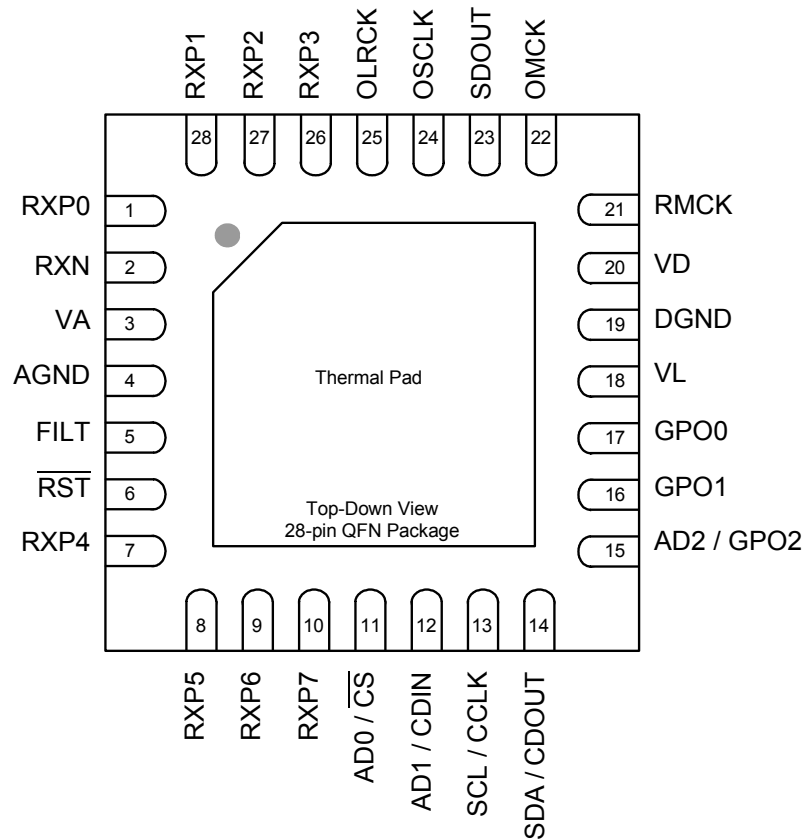 RXP1
RXP2
RXP3
OLRCK
OSCLK
SDOUT
OMCK
28
27
26
25
24
23
22
RXP0 1
RXN 2
VA 3
AGND 4
FILT 5
R̅S̅T̅ 6
RXP4 7
21 RMCK
20 VD
19 DGND
18 VL
17 GPO0
16 GPO1
15 AD2 / GPO2
Thermal Pad
Top-Down View
28-pin QFN Package
8
9
10
11
12
13
14
RXP5
RXP6
RXP7
AD0 / C̅S̅
AD1 / CDIN
SCL / CCLK
SDA / CDOUT